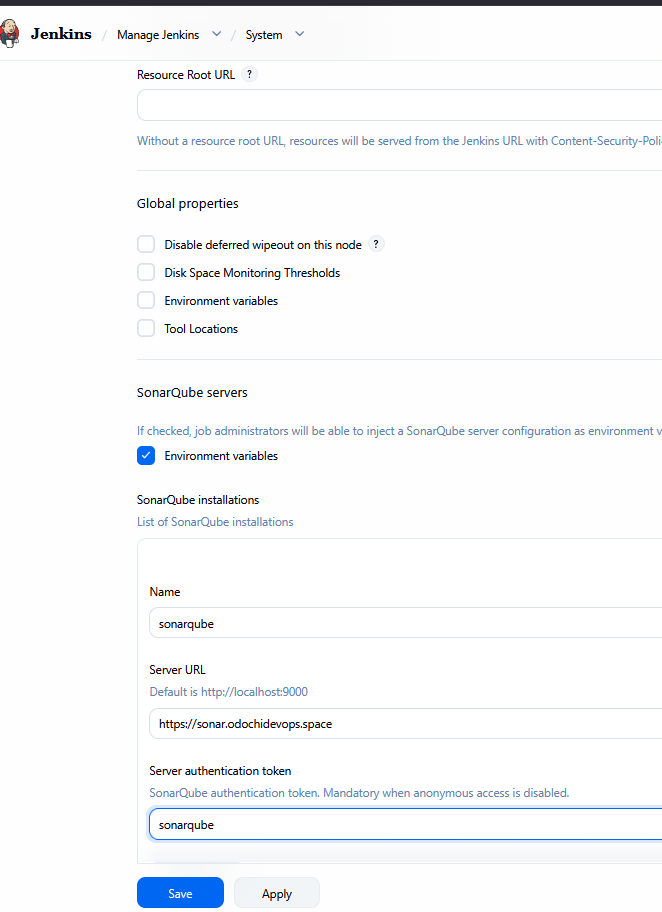 Jenkins / Manage Jenkins / System
Resource Root URL ?
Without a resource root URL, resources will be served from the Jenkins URL with Content-Security-Poli
Global properties
Disable deferred wipeout on this node ?
Disk Space Monitoring Thresholds
Environment variables
Tool Locations
SonarQube servers
If checked, job administrators will be able to inject a SonarQube server configuration as environment v
Environment variables
SonarQube installations
List of SonarQube installations
Name
sonarqube
Server URL
Default is http://localhost:9000
https://sonar.odochidevops.space
Server authentication token
SonarQube authentication token. Mandatory when anonymous access is disabled.
sonarqube
Save Apply